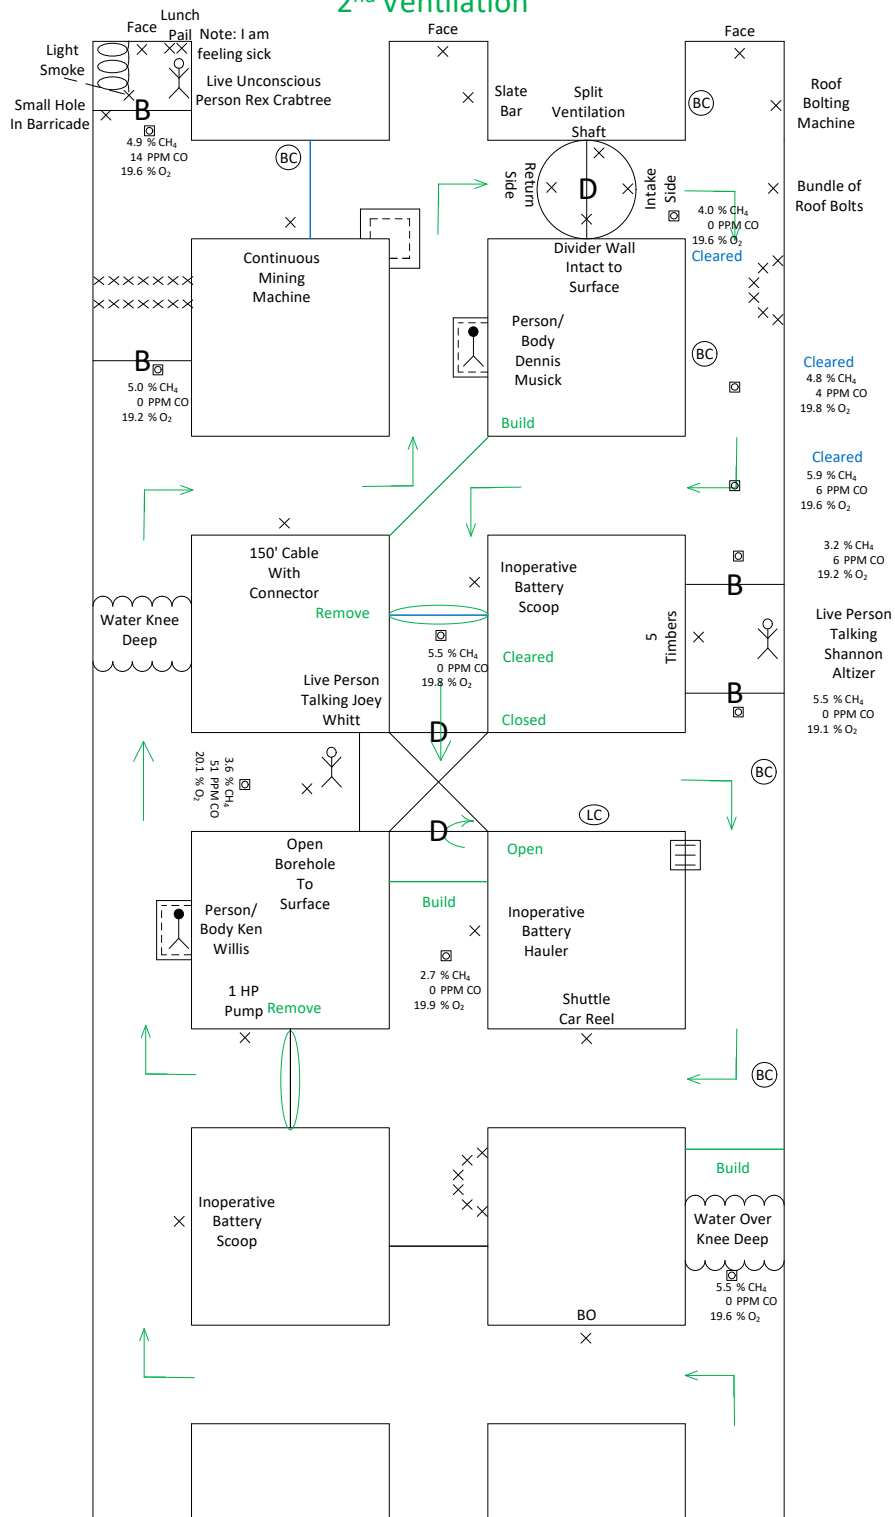 2nd Ventilation
Face
Lunch
Pail
Note: I am
feeling sick
Light
Smoke
Live Unconscious
Person Rex Crabtree
Small Hole
In Barricade
B
4.9 % CH4
14 PPM CO
19.6 % O2
BC
Face
Slate
Bar
Split
Ventilation
Shaft
Return
Side
D
Intake
Side
Face
BC
Roof
Bolting
Machine
Bundle of
Roof Bolts
4.0 % CH4
0 PPM CO
19.6 % O2
Cleared
Continuous
Mining
Machine
Divider Wall
Intact to
Surface
Person/
Body
Dennis
Musick
Build
B
5.0 % CH4
0 PPM CO
19.2 % O2
BC
Cleared
4.8 % CH4
4 PPM CO
19.8 % O2
Cleared
5.9 % CH4
6 PPM CO
19.6 % O2
3.2 % CH4
6 PPM CO
19.2 % O2
B
150' Cable
With
Connector
Remove
Inoperative
Battery
Scoop
Water Knee
Deep
5
Timbers
Live Person
Talking
Shannon
Altizer
5.5 % CH4
0 PPM CO
19.8 % O2
Cleared
Live Person
Talking Joey
Whitt
B
5.5 % CH4
0 PPM CO
19.1 % O2
Closed
D
3.6 % CH4
51 PPM CO
20.1 % O2
BC
LC
D
Open
Open
Borehole
To
Surface
Build
Person/
Body Ken
Willis
Inoperative
Battery
Hauler
2.7 % CH4
0 PPM CO
19.9 % O2
1 HP
Pump
Remove
Shuttle
Car Reel
BC
Build
Inoperative
Battery
Scoop
Water Over
Knee Deep
5.5 % CH4
0 PPM CO
19.6 % O2
BO